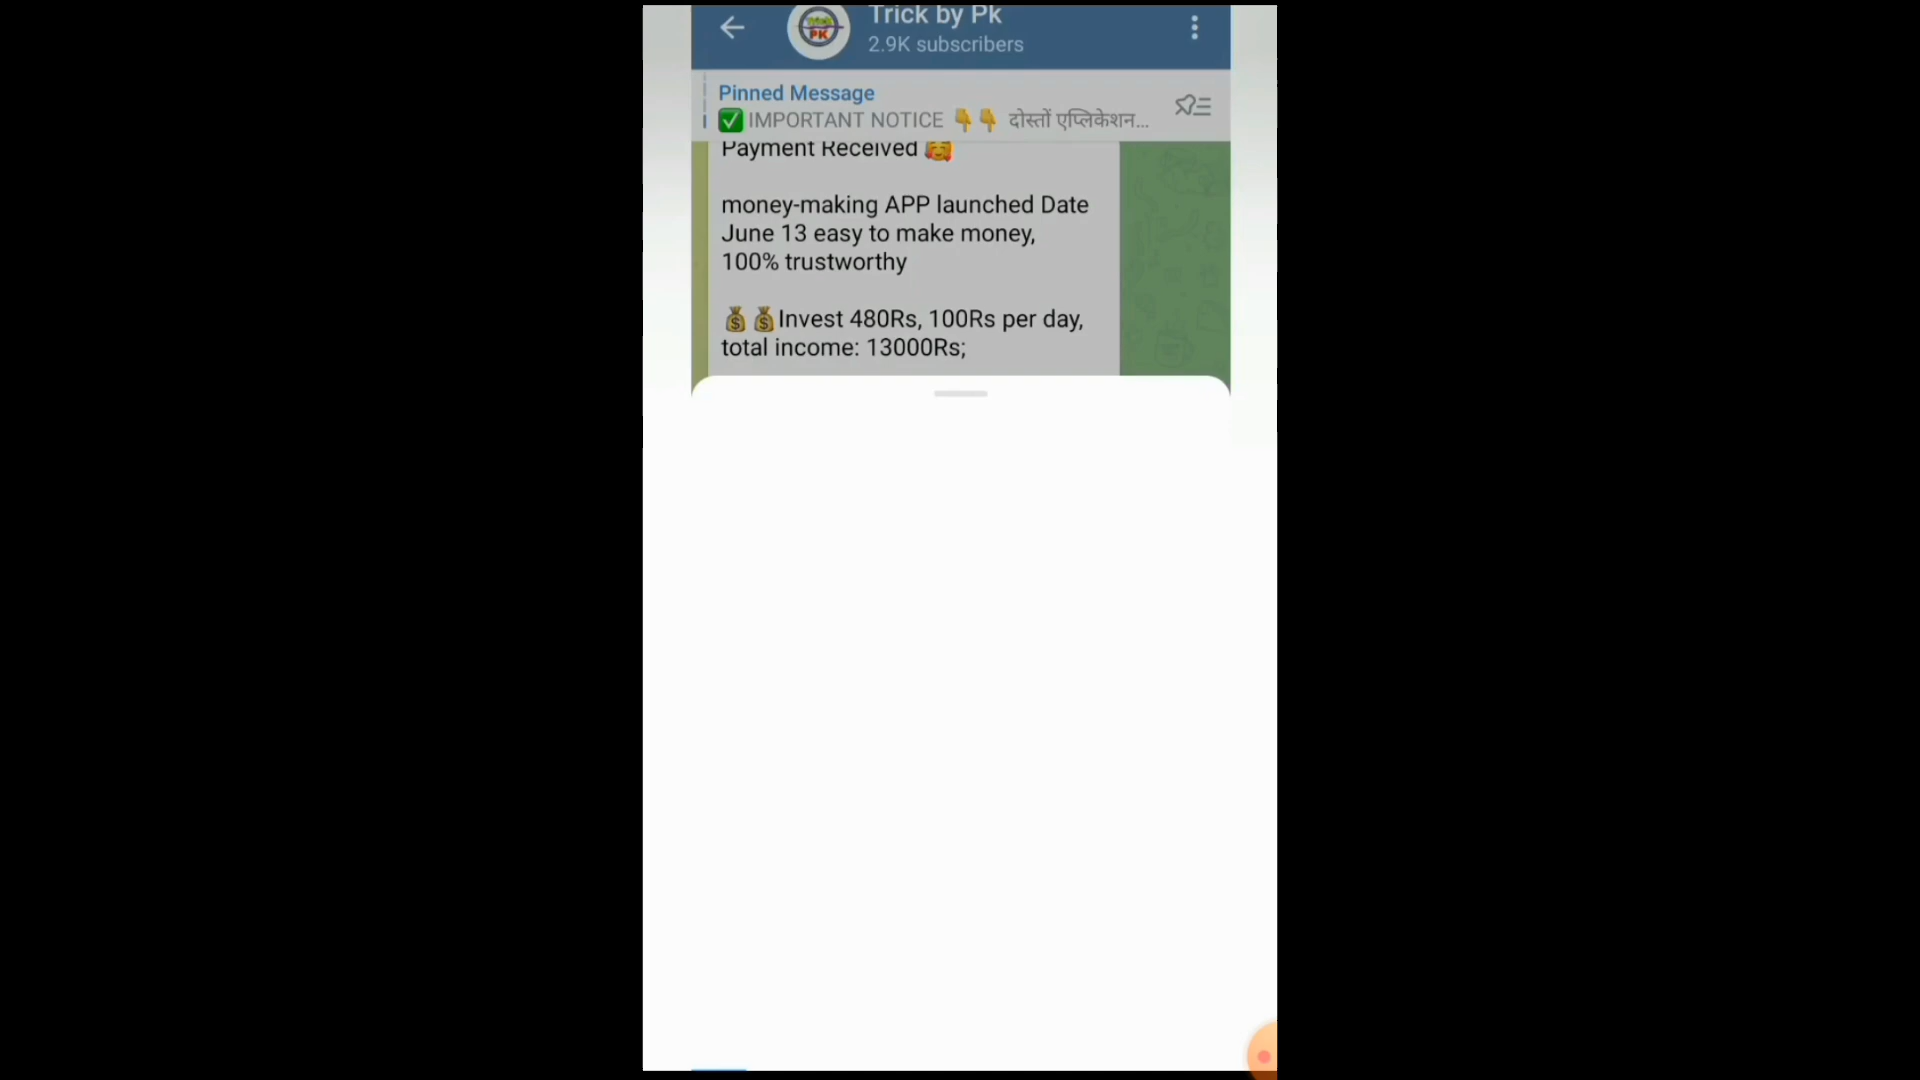 Trick by Pk
2.9K subscribers
Pinned Message
✅ IMPORTANT NOTICE 👇👇 दोस्तों एप्लिकेशन...
Payment Received 🥰
money-making APP launched Date
June 13 easy to make money,
100% trustworthy
💰💰Invest 480Rs, 100Rs per day,
total income: 13000Rs;